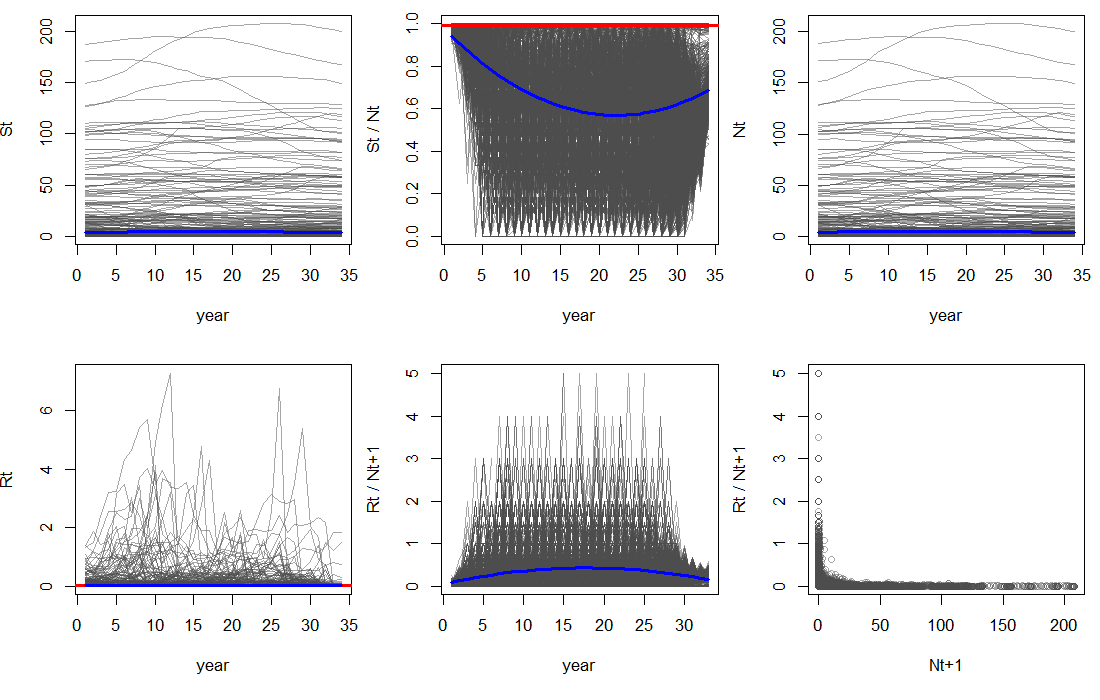 St
0 50 100 150 200
0 5 10 15 20 25 30 35
year
St / Nt
0.0 0.2 0.4 0.6 0.8 1.0
0 5 10 15 20 25 30 35
year
Nt
0 50 100 150 200
0 5 10 15 20 25 30 35
year
Rt
0 2 4 6
0 5 10 15 20 25 30 35
year
Rt / Nt+1
0 1 2 3 4 5
0 5 10 15 20 25 30
year
Rt / Nt+1
0 1 2 3 4 5
0 50 100 150 200
Nt+1